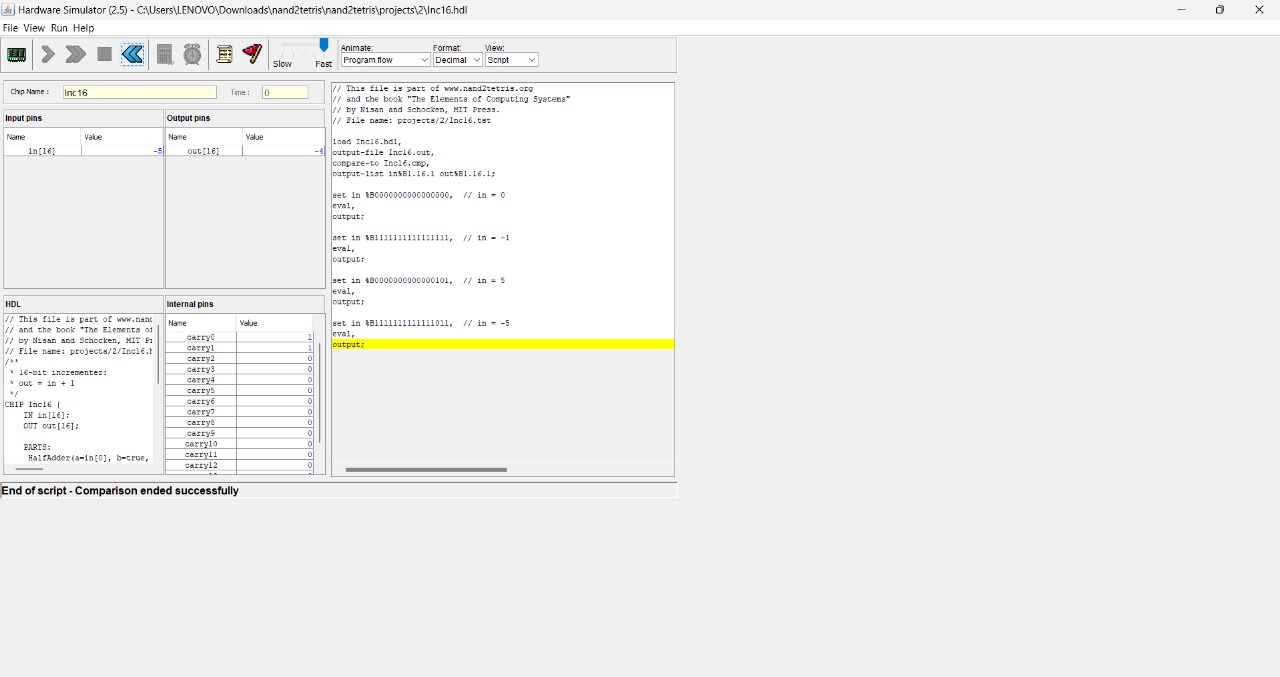 Hardware Simulator (2.5) - C:\Users\LENOVO\Downloads\nand2tetris\nand2tetris\projects\2\Inc16.hdl
File View Run Help
Slow
Fast
Animate:
Program flow
Format:
Decimal
View:
Script
Chip Name :
Inc16
Time :
0
Input pins
Name Value
in[16] -5
Output pins
Name Value
out[16] -4
HDL
// This file is part of www.nand
// and the book "The Elements of
// by Nisan and Schocken, MIT Pr
// File name: projects/2/Inc16.h
/**
* 16-bit incrementer:
* out = in + 1
*/
CHIP Inc16 {
IN in[16];
OUT out[16];
PARTS:
HalfAdder(a=in[0], b=true,
Internal pins
Name Value
carry0 1
carry1 1
carry2 0
carry3 0
carry4 0
carry5 0
carry6 0
carry7 0
carry8 0
carry9 0
carry10 0
carry11 0
carry12 0
// This file is part of www.nand2tetris.org
// and the book "The Elements of Computing Systems"
// by Nisan and Schocken, MIT Press.
// File name: projects/2/Inc16.tst
load Inc16.hdl,
output-file Inc16.out,
compare-to Inc16.cmp,
output-list in%B1.16.1 out%B1.16.1;
set in %B0000000000000000, // in = 0
eval,
output;
set in %B1111111111111111, // in = -1
eval,
output;
set in %B0000000000000101, // in = 5
eval,
output;
set in %B1111111111111011, // in = -5
eval,
output;
End of script - Comparison ended successfully